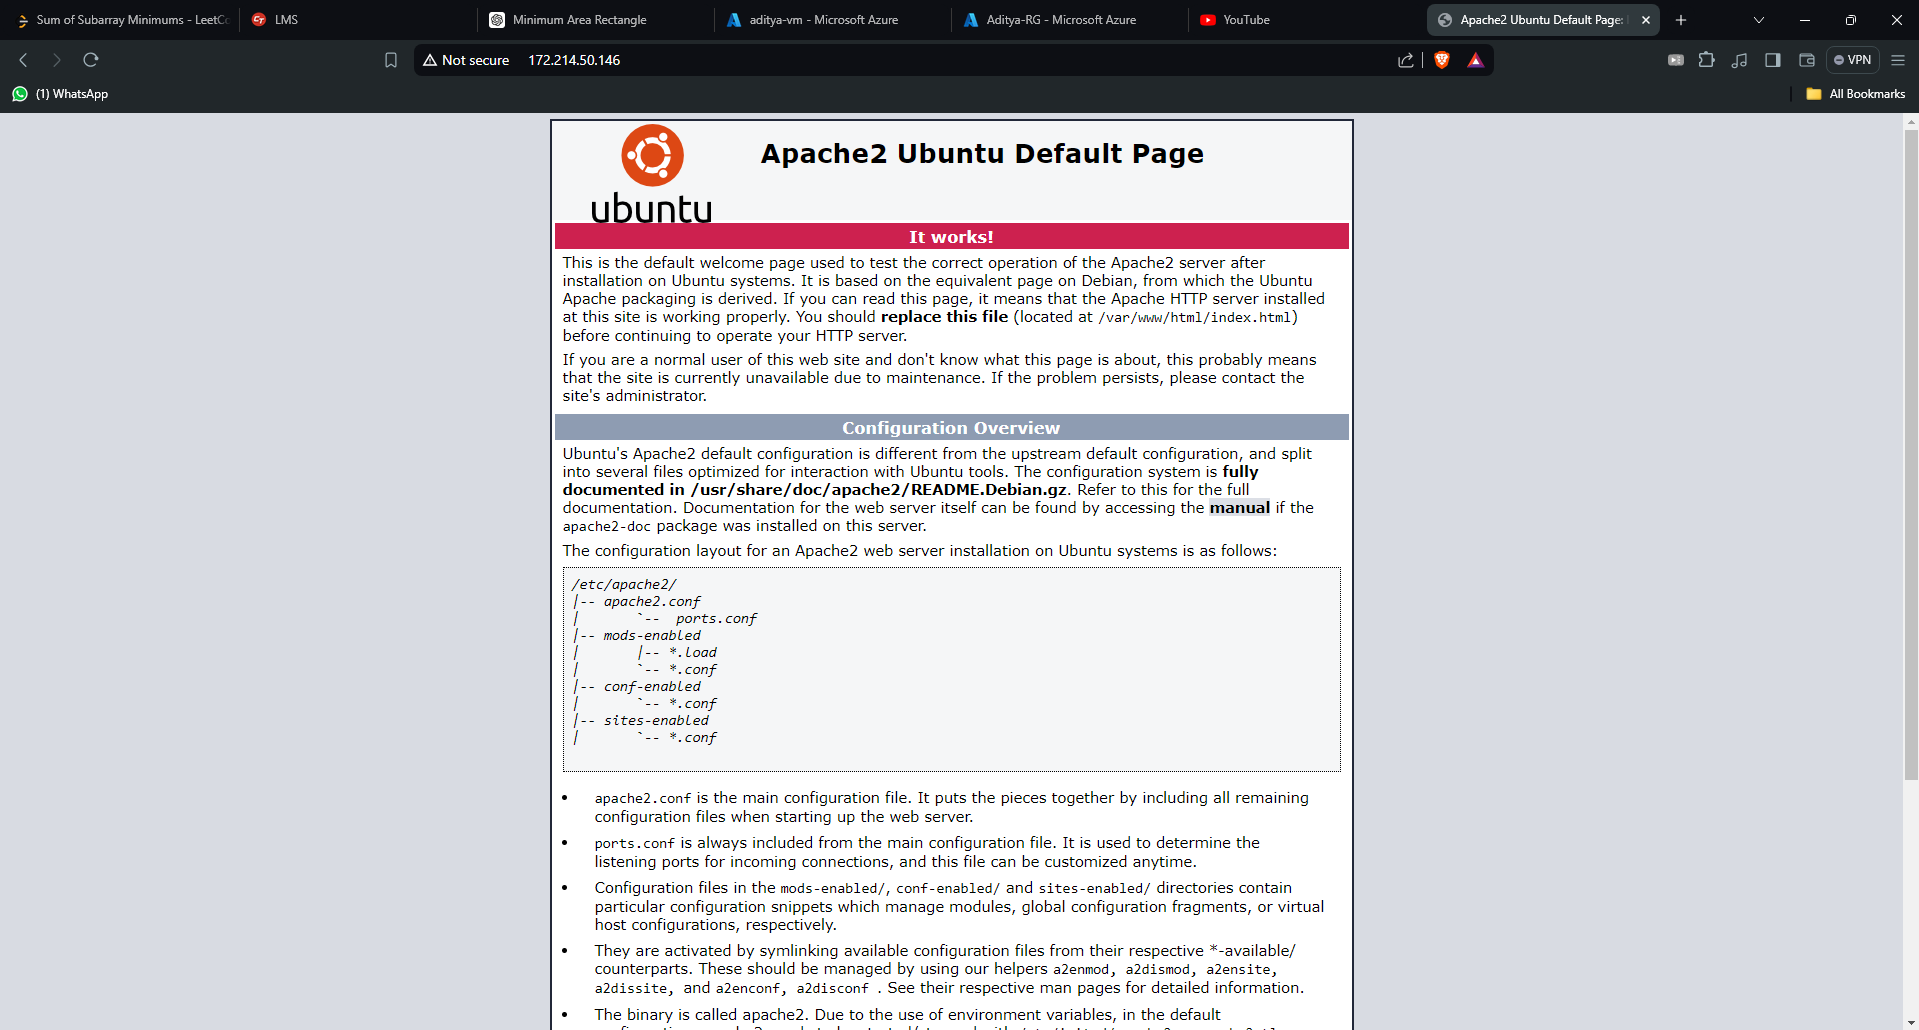 Sum of Subarray Minimums - LeetCo
LMS
Minimum Area Rectangle
aditya-vm - Microsoft Azure
Aditya-RG - Microsoft Azure
YouTube
Apache2 Ubuntu Default Page:
Not secure 172.214.50.146
VPN
(1) WhatsApp
All Bookmarks
ubuntu
Apache2 Ubuntu Default Page
It works!
This is the default welcome page used to test the correct operation of the Apache2 server after
installation on Ubuntu systems. It is based on the equivalent page on Debian, from which the Ubuntu
Apache packaging is derived. If you can read this page, it means that the Apache HTTP server installed
at this site is working properly. You should replace this file (located at /var/www/html/index.html)
before continuing to operate your HTTP server.
If you are a normal user of this web site and don't know what this page is about, this probably means
that the site is currently unavailable due to maintenance. If the problem persists, please contact the
site's administrator.
Configuration Overview
Ubuntu's Apache2 default configuration is different from the upstream default configuration, and split
into several files optimized for interaction with Ubuntu tools. The configuration system is fully
documented in /usr/share/doc/apache2/README.Debian.gz. Refer to this for the full
documentation. Documentation for the web server itself can be found by accessing the manual if the
apache2-doc package was installed on this server.
The configuration layout for an Apache2 web server installation on Ubuntu systems is as follows:
/etc/apache2/
|-- apache2.conf
|       `--  ports.conf
|-- mods-enabled
|       |-- *.load
|       `-- *.conf
|-- conf-enabled
|       `-- *.conf
|-- sites-enabled
|       `-- *.conf
• apache2.conf is the main configuration file. It puts the pieces together by including all remaining
configuration files when starting up the web server.
• ports.conf is always included from the main configuration file. It is used to determine the
listening ports for incoming connections, and this file can be customized anytime.
• Configuration files in the mods-enabled/, conf-enabled/ and sites-enabled/ directories contain
particular configuration snippets which manage modules, global configuration fragments, or virtual
host configurations, respectively.
• They are activated by symlinking available configuration files from their respective *-available/
counterparts. These should be managed by using our helpers a2enmod, a2dismod, a2ensite,
a2dissite, and a2enconf, a2disconf . See their respective man pages for detailed information.
• The binary is called apache2. Due to the use of environment variables, in the default